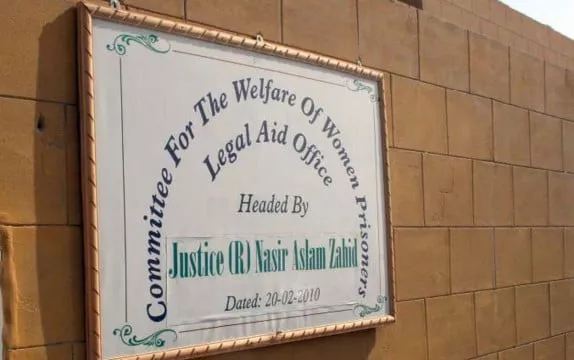 Committee For The Welfare Of Women Prisoners
Legal Aid Office
Headed By
Justice (R) Nasir Aslam Zahid
Dated: 20-02-2010